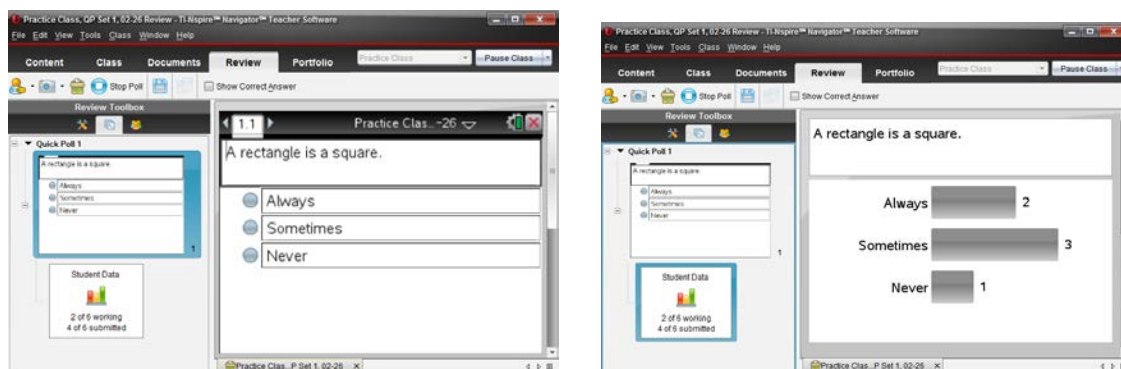 Practice Class, QP Set 1, 02-26 Review - TI-Nspire™ Navigator™ Teacher Software
File Edit View Tools Class Window Help
Content Class Documents Review Portfolio Practice Class Pause Class
Stop Poll Show Correct Answer
Review Toolbox
Quick Poll 1
A rectangle is a square.
Always
Sometimes
Never
1
Student Data
2 of 6 working
4 of 6 submitted
1.1 Practice Clas...-26
A rectangle is a square.
Always
Sometimes
Never
Practice Clas...P Set 1, 02-26
Practice Class, QP Set 1, 02-26 Review - TI-Nspire™ Navigator™ Teacher Software
File Edit View Tools Class Window Help
Content Class Documents Review Portfolio Practice Class Pause Class
Stop Poll Show Correct Answer
Review Toolbox
Quick Poll 1
A rectangle is a square.
Always
Sometimes
Never
1
Student Data
2 of 6 working
4 of 6 submitted
A rectangle is a square.
Always 2
Sometimes 3
Never 1
Practice Clas...P Set 1, 02-26